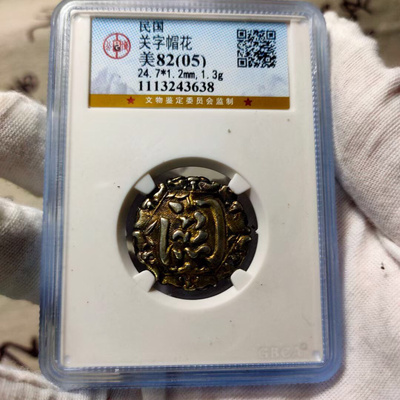 民国
关字帽花
美82(05)
24.7*1.2mm,1.3g
1113243638
★ 文物鉴定委员会监制 ★